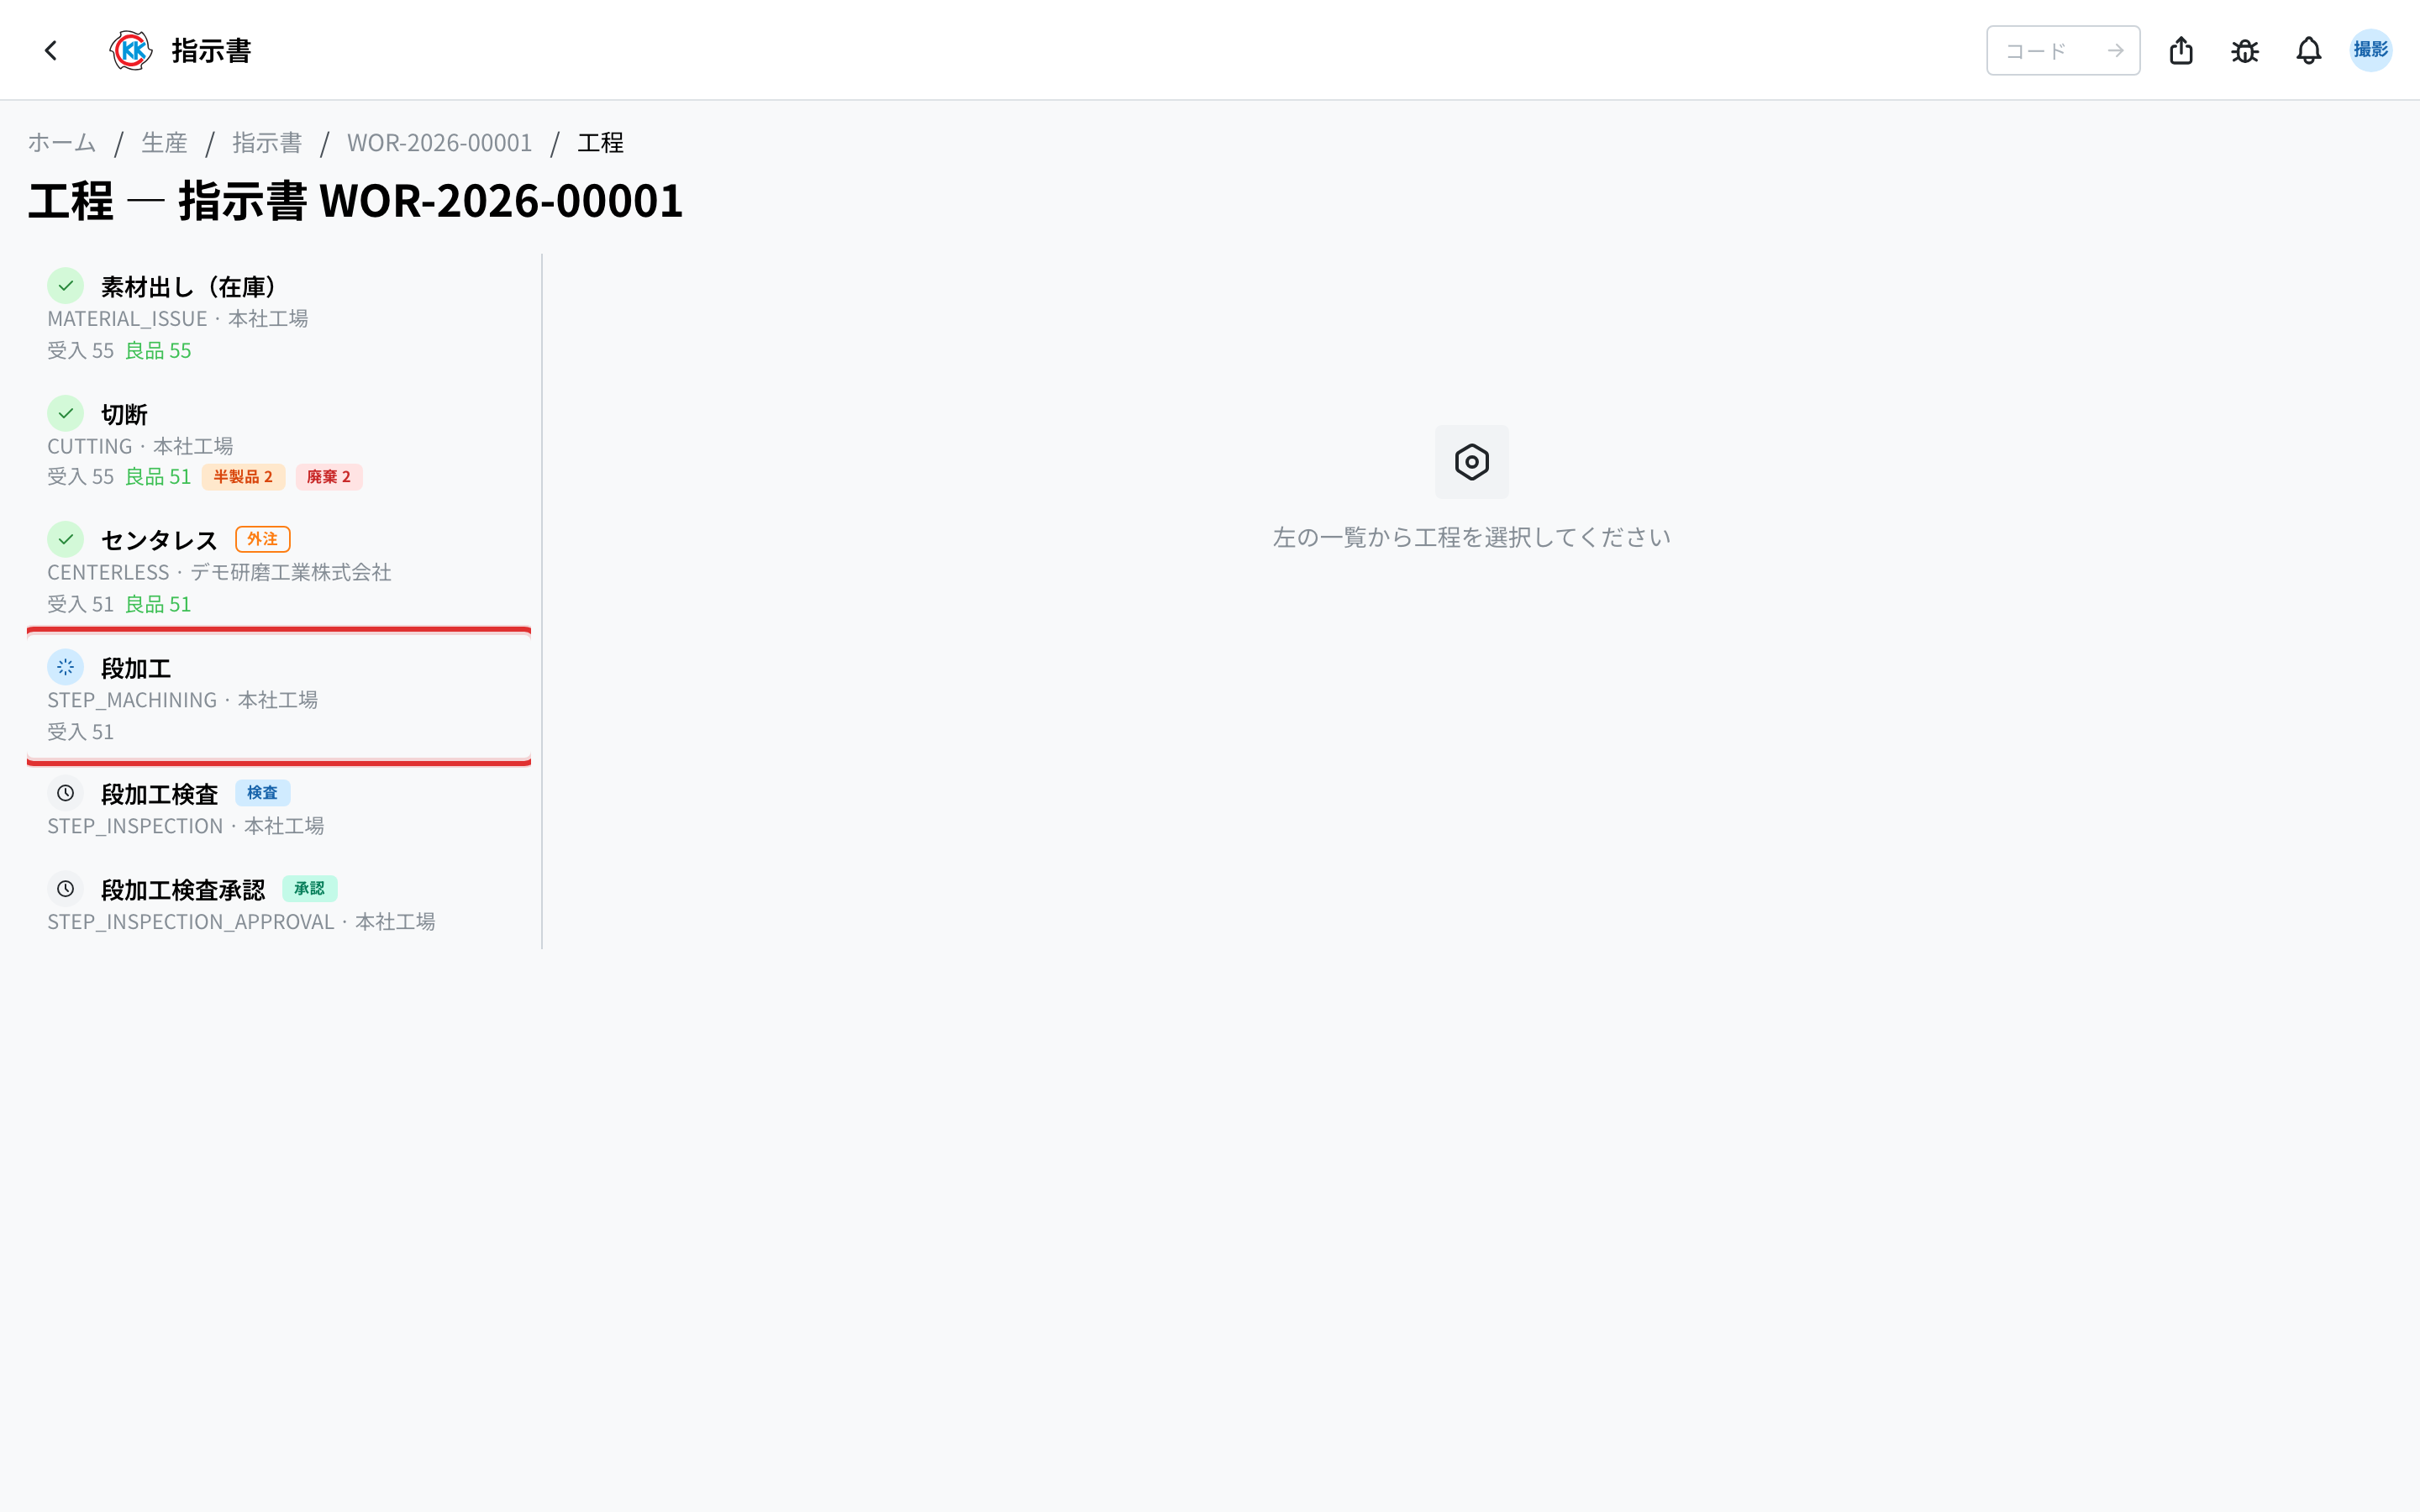 KK 指示書
コード
撮影
ホーム / 生産 / 指示書 / WOR-2026-00001 / 工程
工程 — 指示書 WOR-2026-00001
素材出し（在庫）
MATERIAL_ISSUE · 本社工場
受入 55 良品 55
切断
CUTTING · 本社工場
受入 55 良品 51 半製品 2 廃棄 2
センタレス 外注
CENTERLESS · デモ研磨工業株式会社
受入 51 良品 51
段加工
STEP_MACHINING · 本社工場
受入 51
段加工検査 検査
STEP_INSPECTION · 本社工場
段加工検査承認 承認
STEP_INSPECTION_APPROVAL · 本社工場
左の一覧から工程を選択してください